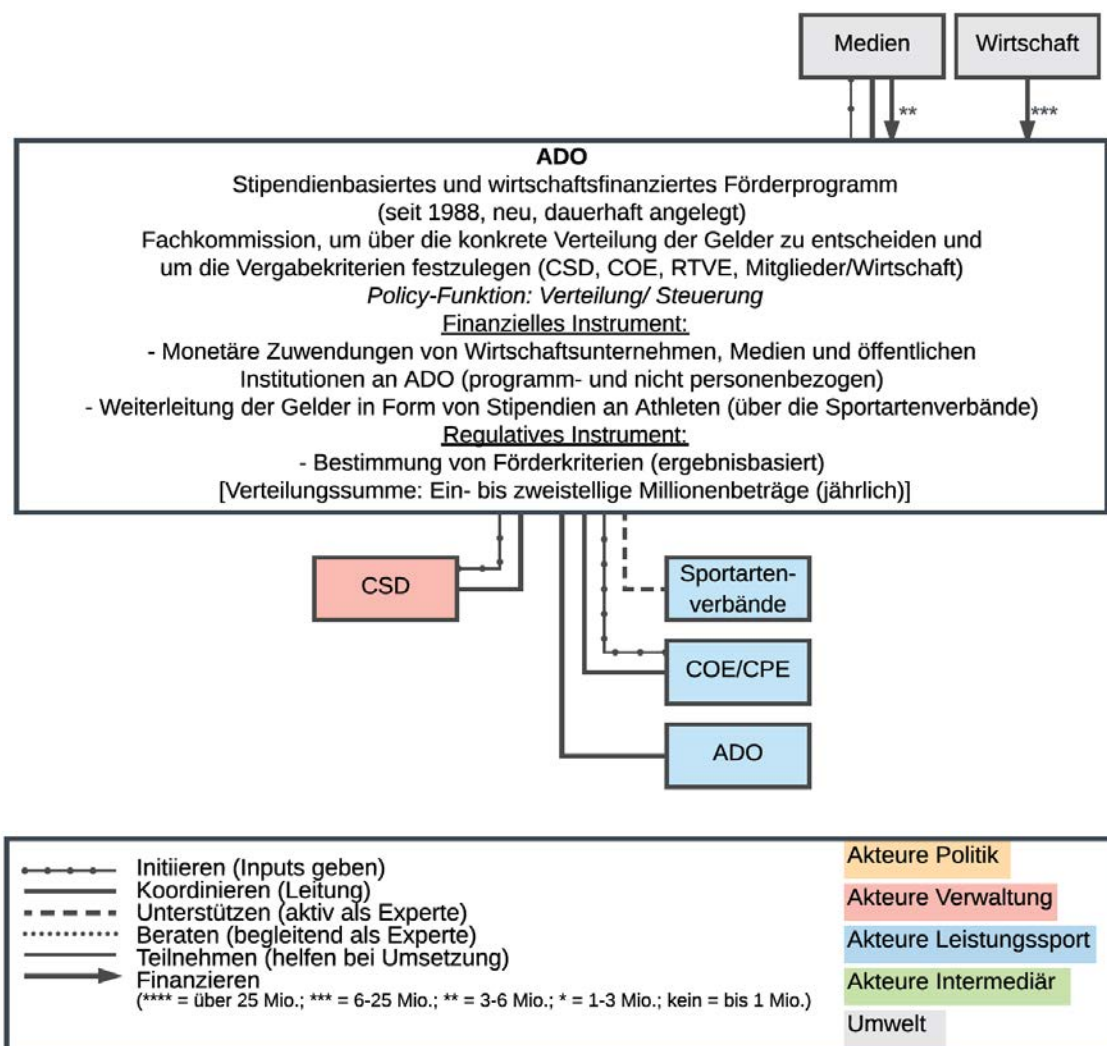 Medien
Wirtschaft
**
***
ADO
Stipendienbasiertes und wirtschaftsfinanziertes Förderprogramm
(seit 1988, neu, dauerhaft angelegt)
Fachkommission, um über die konkrete Verteilung der Gelder zu entscheiden und
um die Vergabekriterien festzulegen (CSD, COE, RTVE, Mitglieder/Wirtschaft)
Policy-Funktion: Verteilung/ Steuerung
Finanzielles Instrument:
- Monetäre Zuwendungen von Wirtschaftsunternehmen, Medien und öffentlichen
Institutionen an ADO (programm- und nicht personenbezogen)
- Weiterleitung der Gelder in Form von Stipendien an Athleten (über die Sportartenverbände)
Regulatives Instrument:
- Bestimmung von Förderkriterien (ergebnisbasiert)
[Verteilungssumme: Ein- bis zweistellige Millionenbeträge (jährlich)]
CSD
Sportarten-
verbände
COE/CPE
ADO
Initiieren (Inputs geben)
Koordinieren (Leitung)
Unterstützen (aktiv als Experte)
Beraten (begleitend als Experte)
Teilnehmen (helfen bei Umsetzung)
Finanzieren
(**** = über 25 Mio.; *** = 6-25 Mio.; ** = 3-6 Mio.; * = 1-3 Mio.; kein = bis 1 Mio.)
Akteure Politik
Akteure Verwaltung
Akteure Leistungssport
Akteure Intermediär
Umwelt